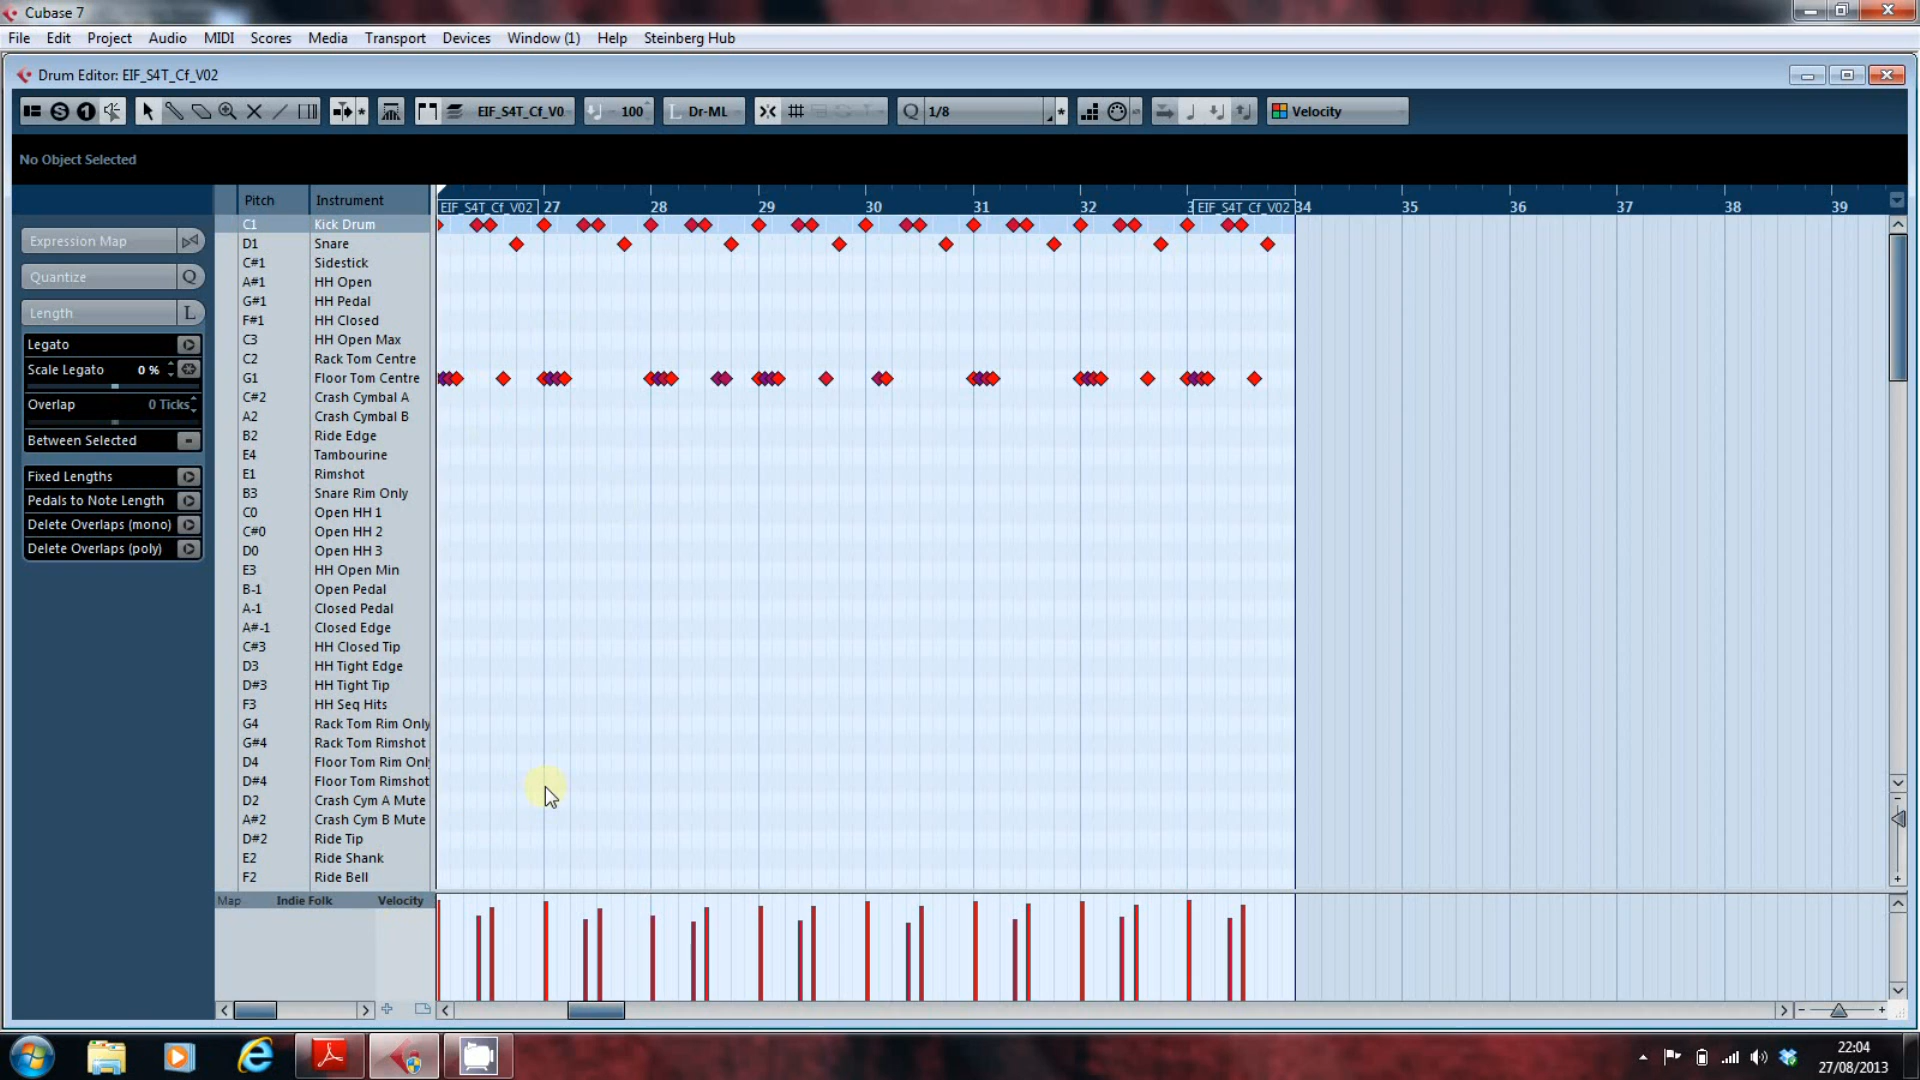 Cubase 7
File Edit Project Audio MIDI Scores Media Transport Devices Window (1) Help Steinberg Hub
Drum Editor: EIF_S4T_Cf_V02
EIF_S4T_Cf_V0 100 L Dr-ML Q 1/8 Velocity
No Object Selected
Pitch Instrument
EIF_S4T_Cf_V02 27 28 29 30 31 32 3 EIF_S4T_Cf_V02 34 35 36 37 38 39
C1 Kick Drum
Expression Map
D1 Snare
C#1 Sidestick
Quantize Q
A#1 HH Open
G#1 HH Pedal
Length L
F#1 HH Closed
Legato
C3 HH Open Max
C2 Rack Tom Centre
Scale Legato 0 %
G1 Floor Tom Centre
C#2 Crash Cymbal A
Overlap 0 Ticks
A2 Crash Cymbal B
B2 Ride Edge
Between Selected
E4 Tambourine
E1 Rimshot
Fixed Lengths
B3 Snare Rim Only
Pedals to Note Length
C0 Open HH 1
Delete Overlaps (mono)
C#0 Open HH 2
Delete Overlaps (poly)
D0 Open HH 3
E3 HH Open Min
B-1 Open Pedal
A-1 Closed Pedal
A#-1 Closed Edge
C#3 HH Closed Tip
D3 HH Tight Edge
D#3 HH Tight Tip
F3 HH Seq Hits
G4 Rack Tom Rim Only
G#4 Rack Tom Rimshot
D4 Floor Tom Rim Onl
D#4 Floor Tom Rimshot
D2 Crash Cym A Mute
A#2 Crash Cym B Mute
D#2 Ride Tip
E2 Ride Shank
F2 Ride Bell
Map Indie Folk Velocity
22:04
27/08/2013